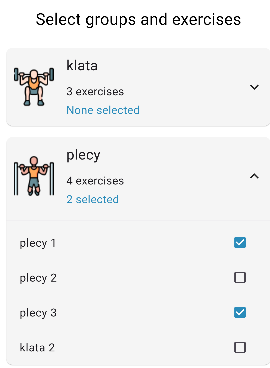 Select groups and exercises
klata
3 exercises
None selected
plecy
4 exercises
2 selected
plecy 1
plecy 2
plecy 3
klata 2